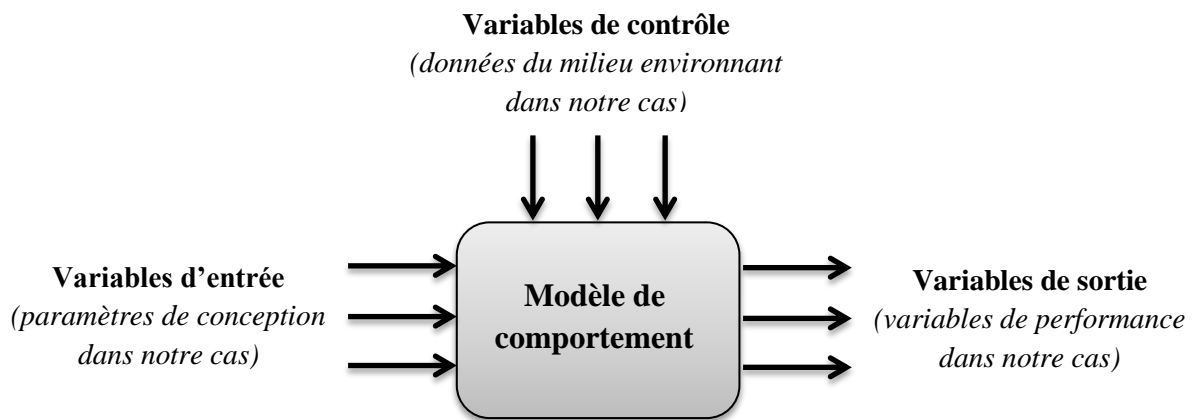 Variables de contrôle
(données du milieu environnant
dans notre cas)
Variables d’entrée
(paramètres de conception
dans notre cas)
Modèle de
comportement
Variables de sortie
(variables de performance
dans notre cas)